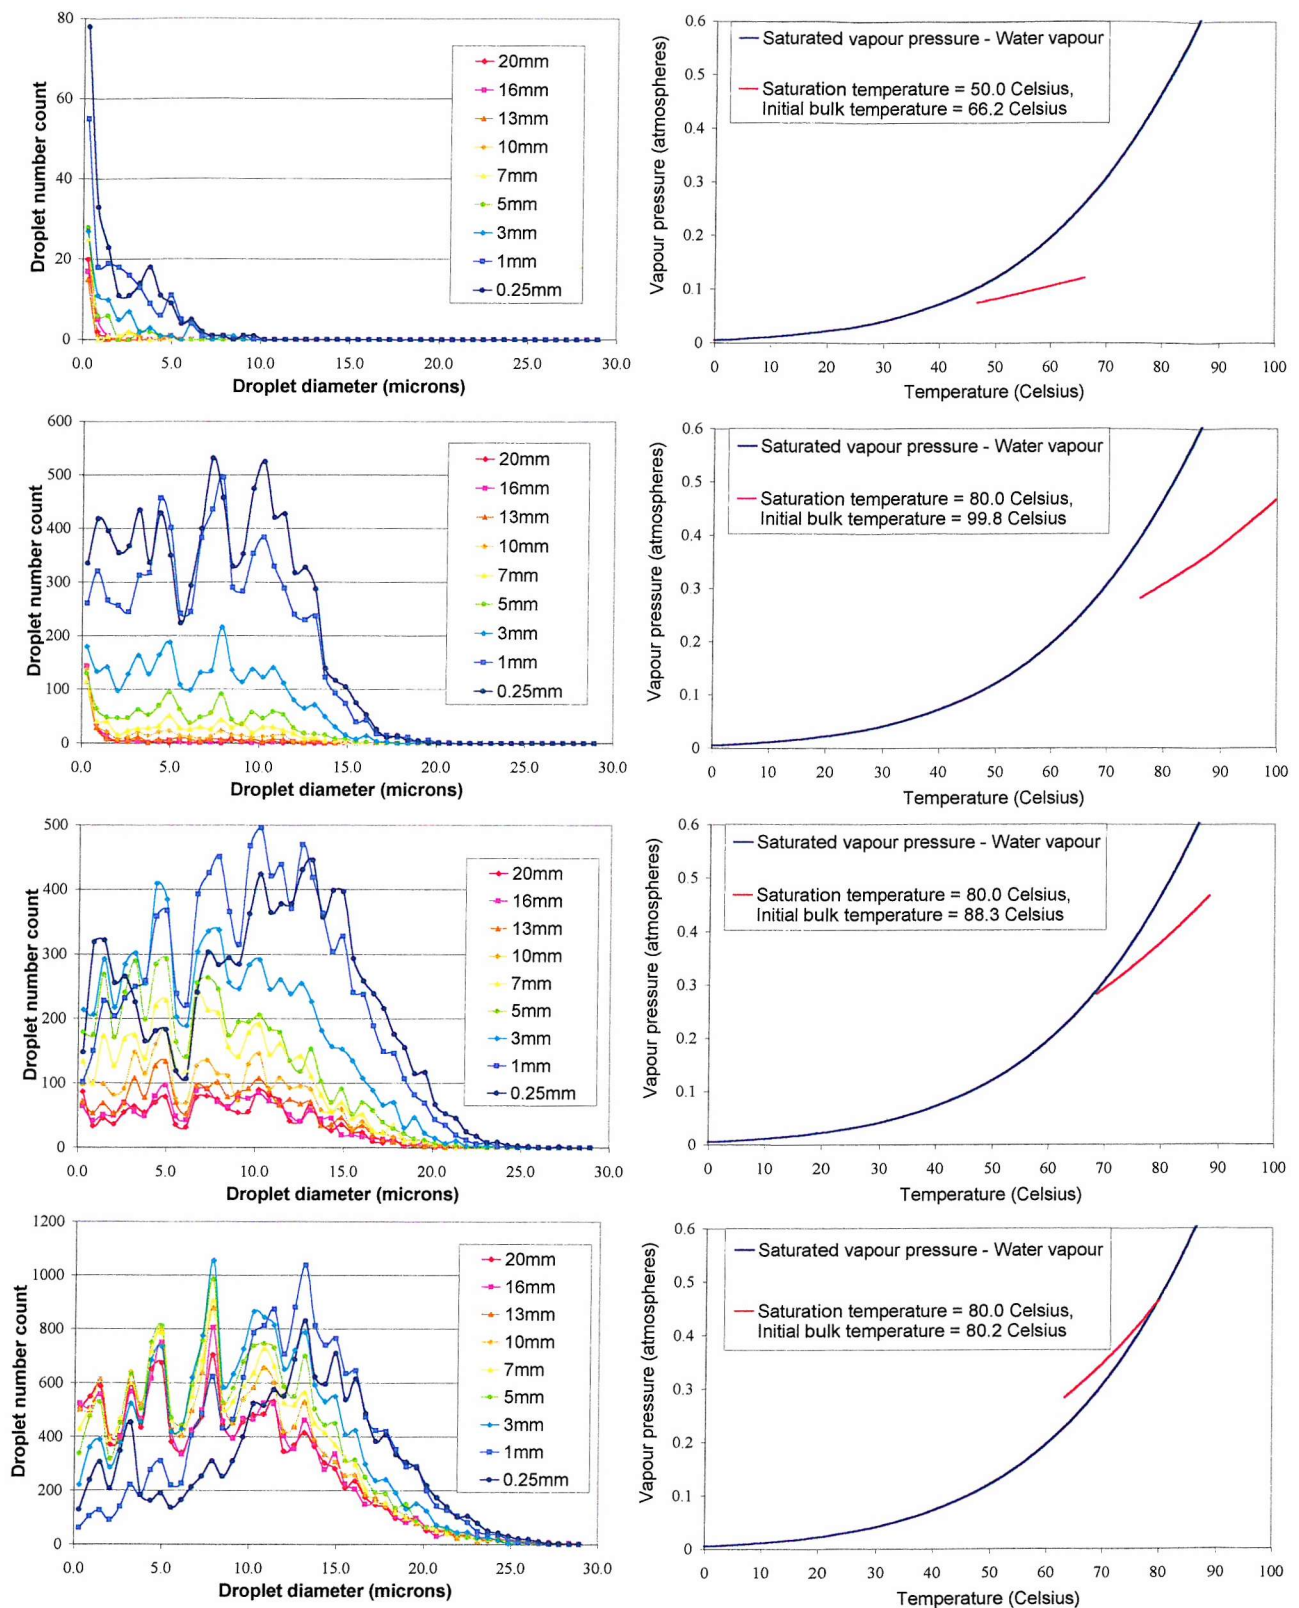 80
60
40
20
0
Droplet number count
0.0
5.0
10.0
15.0
20.0
25.0
30.0
Droplet diameter (microns)
20mm
16mm
13mm
10mm
7mm
5mm
3mm
1mm
0.25mm
0.6
0.5
0.4
0.3
0.2
0.1
0
Vapour pressure (atmospheres)
0
10
20
30
40
50
60
70
80
90
100
Temperature (Celsius)
Saturated vapour pressure - Water vapour
Saturation temperature = 50.0 Celsius,
Initial bulk temperature = 66.2 Celsius
600
500
400
300
200
100
0
Droplet number count
0.0
5.0
10.0
15.0
20.0
25.0
30.0
Droplet diameter (microns)
20mm
16mm
13mm
10mm
7mm
5mm
3mm
1mm
0.25mm
0.6
0.5
0.4
0.3
0.2
0.1
0
Vapour pressure (atmospheres)
0
10
20
30
40
50
60
70
80
90
100
Temperature (Celsius)
Saturated vapour pressure - Water vapour
Saturation temperature = 80.0 Celsius,
Initial bulk temperature = 99.8 Celsius
500
400
300
200
100
0
Droplet number count
0.0
5.0
10.0
15.0
20.0
25.0
30.0
Droplet diameter (microns)
20mm
16mm
13mm
10mm
7mm
5mm
3mm
1mm
0.25mm
0.6
0.5
0.4
0.3
0.2
0.1
0
Vapour pressure (atmospheres)
0
10
20
30
40
50
60
70
80
90
100
Temperature (Celsius)
Saturated vapour pressure - Water vapour
Saturation temperature = 80.0 Celsius,
Initial bulk temperature = 88.3 Celsius
1200
1000
800
600
400
200
0
Droplet number count
0.0
5.0
10.0
15.0
20.0
25.0
30.0
Droplet diameter (microns)
20mm
16mm
13mm
10mm
7mm
5mm
3mm
1mm
0.25mm
0.6
0.5
0.4
0.3
0.2
0.1
0
Vapour pressure (atmospheres)
0
10
20
30
40
50
60
70
80
90
100
Temperature (Celsius)
Saturated vapour pressure - Water vapour
Saturation temperature = 80.0 Celsius,
Initial bulk temperature = 80.2 Celsius